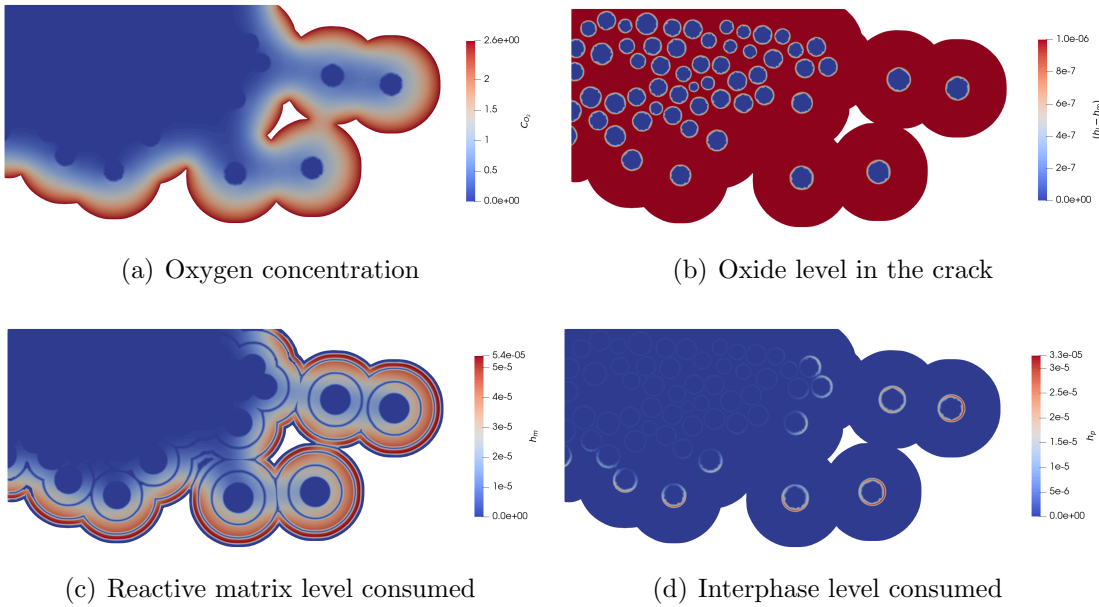 2.6e+00
2
1.5
1
0.5
0.0e+00
C_{O_2}
1.0e-06
8e-7
6e-7
4e-7
2e-7
0.0e+00
(a) Oxygen concentration
(b) Oxide level in the crack
5.4e-05
5e-5
4e-5
3e-5
2e-5
1e-5
0.0e+00
h_m
3.3e-05
3e-5
2.5e-5
2e-5
1.5e-5
1e-5
5e-6
0.0e+00
h_p
(c) Reactive matrix level consumed
(d) Interphase level consumed